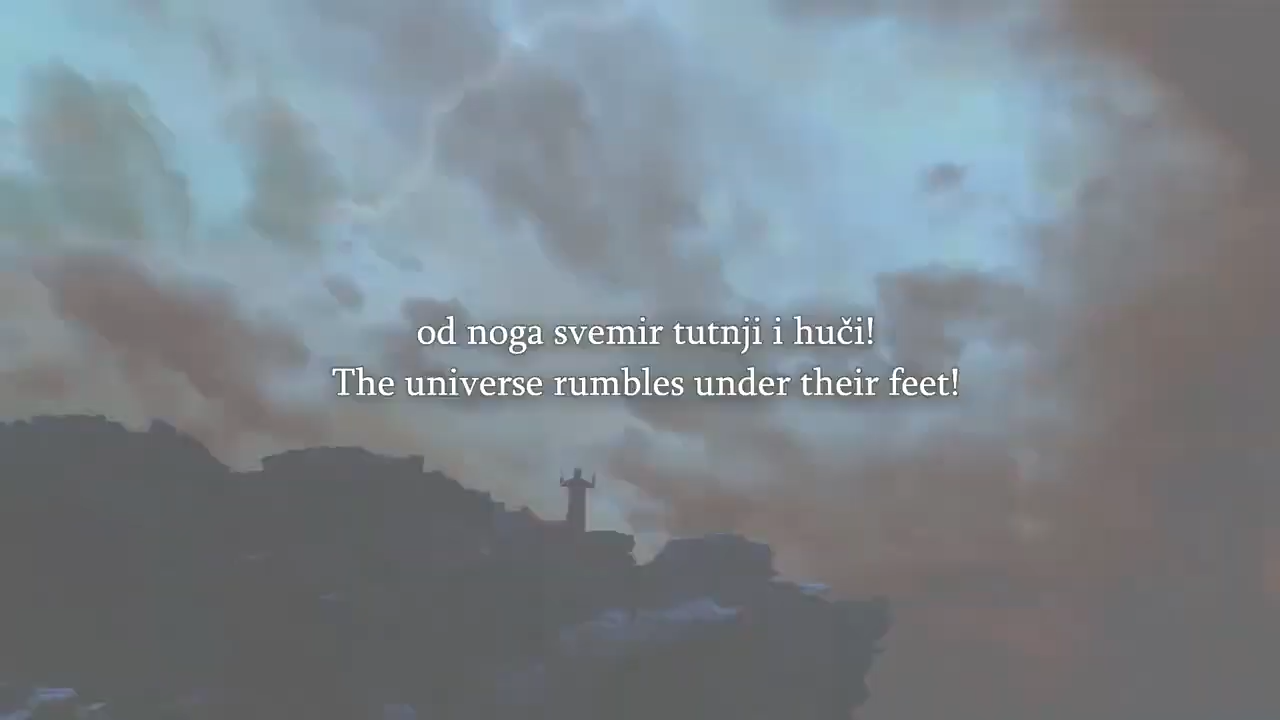 od noga svemir tutnji i huči!
The universe rumbles under their feet!